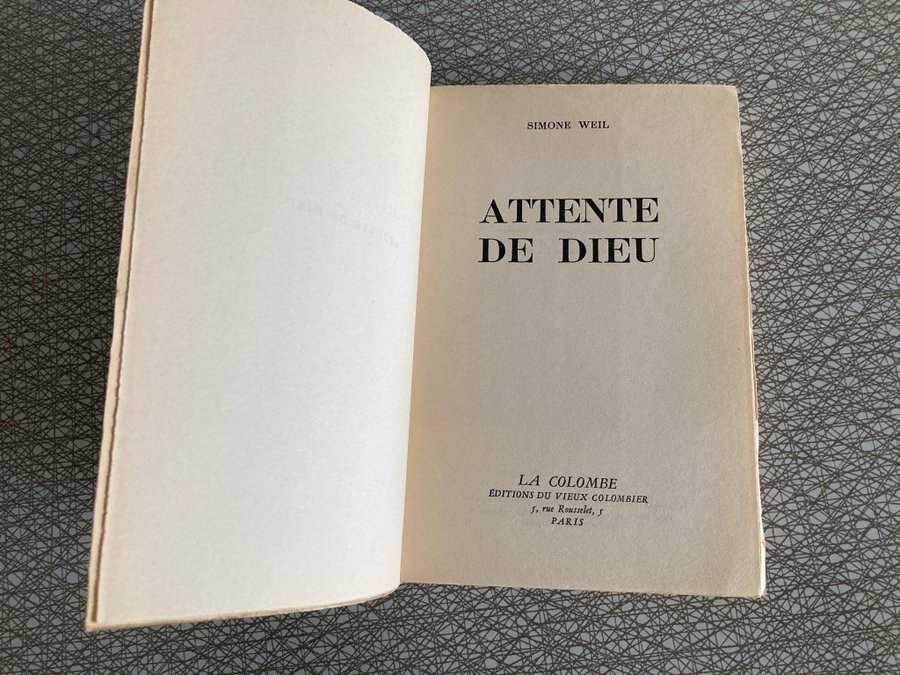 SIMONE WEIL
ATTENTE
DE DIEU
LA COLOMBE
ÉDITIONS DU VIEUX COLOMBIER
5, rue Rousselet, 5
PARIS